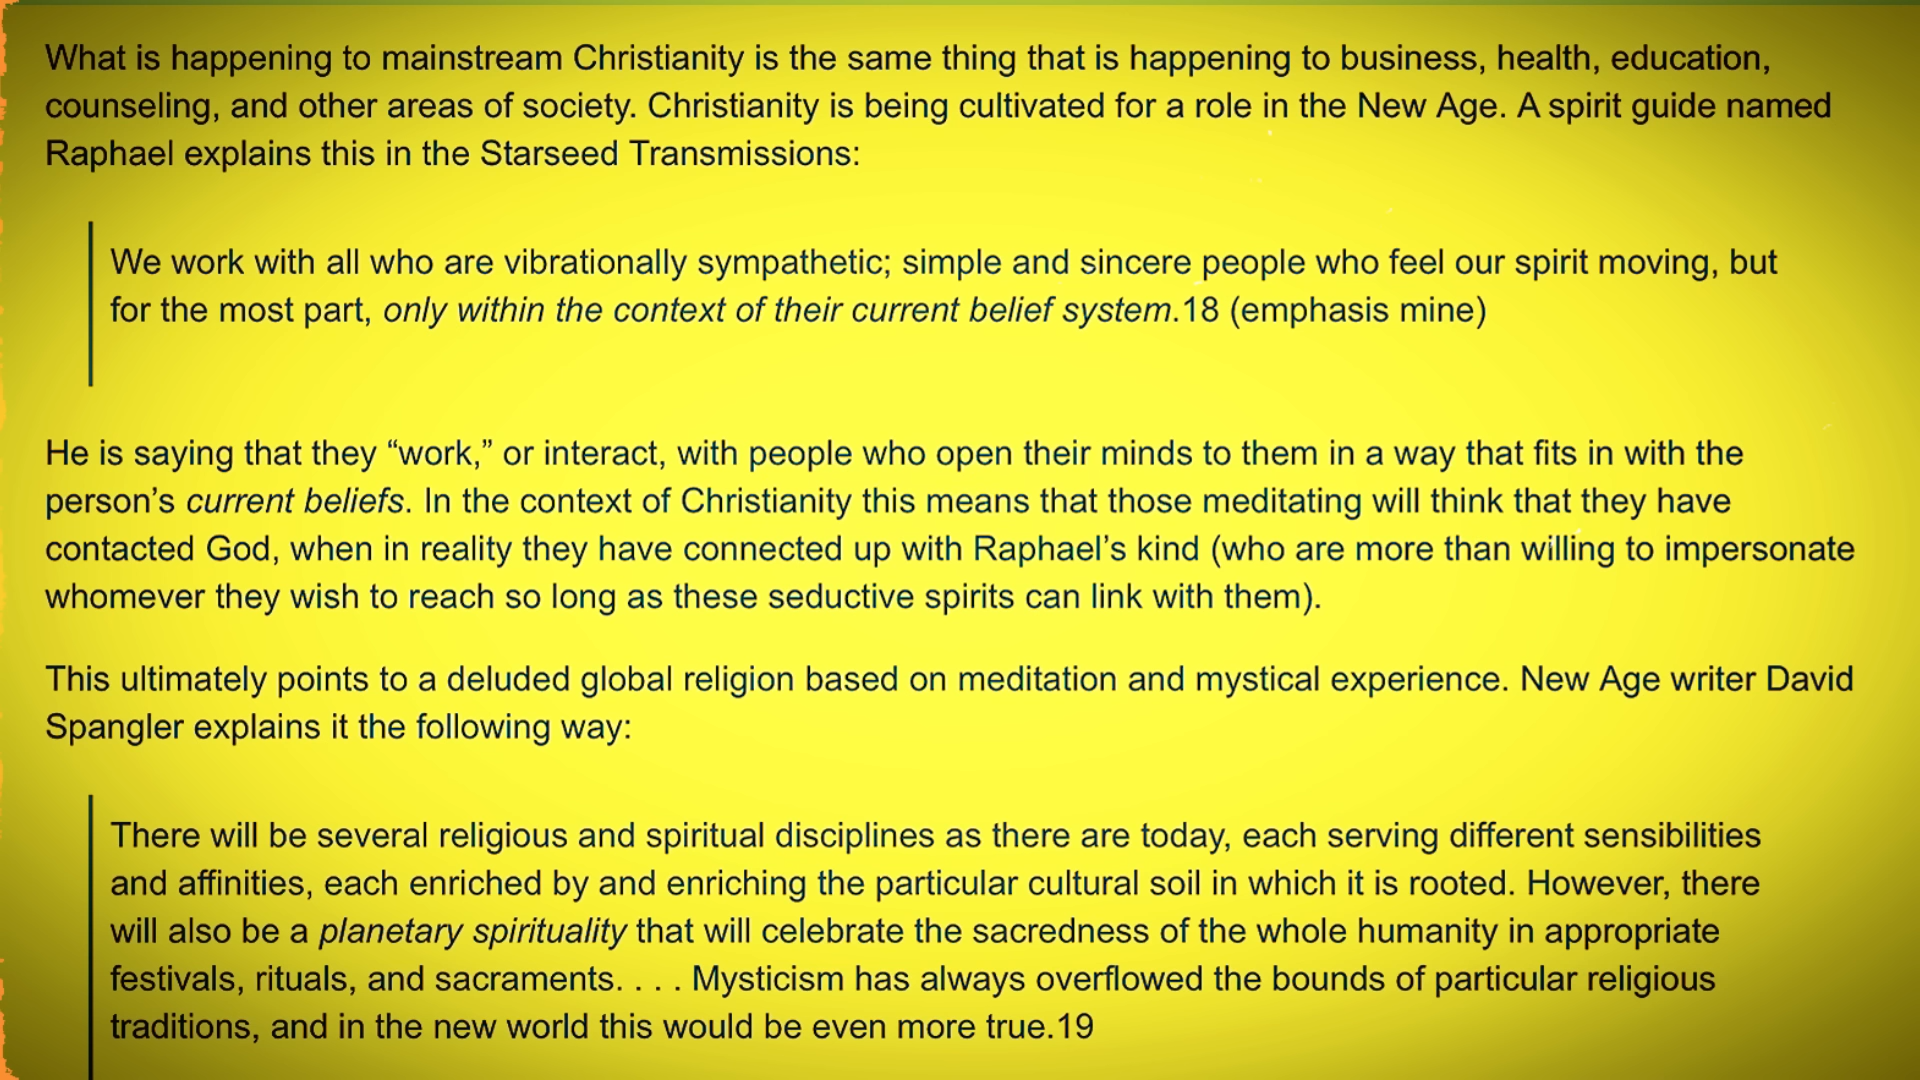 What is happening to mainstream Christianity is the same thing that is happening to business, health, education,
counseling, and other areas of society. Christianity is being cultivated for a role in the New Age. A spirit guide named
Raphael explains this in the Starseed Transmissions:
We work with all who are vibrationally sympathetic; simple and sincere people who feel our spirit moving, but
for the most part, only within the context of their current belief system.18 (emphasis mine)
He is saying that they “work,” or interact, with people who open their minds to them in a way that fits in with the
person’s current beliefs. In the context of Christianity this means that those meditating will think that they have
contacted God, when in reality they have connected up with Raphael’s kind (who are more than willing to impersonate
whomever they wish to reach so long as these seductive spirits can link with them).
This ultimately points to a deluded global religion based on meditation and mystical experience. New Age writer David
Spangler explains it the following way:
There will be several religious and spiritual disciplines as there are today, each serving different sensibilities
and affinities, each enriched by and enriching the particular cultural soil in which it is rooted. However, there
will also be a planetary spirituality that will celebrate the sacredness of the whole humanity in appropriate
festivals, rituals, and sacraments. . . . Mysticism has always overflowed the bounds of particular religious
traditions, and in the new world this would be even more true.19